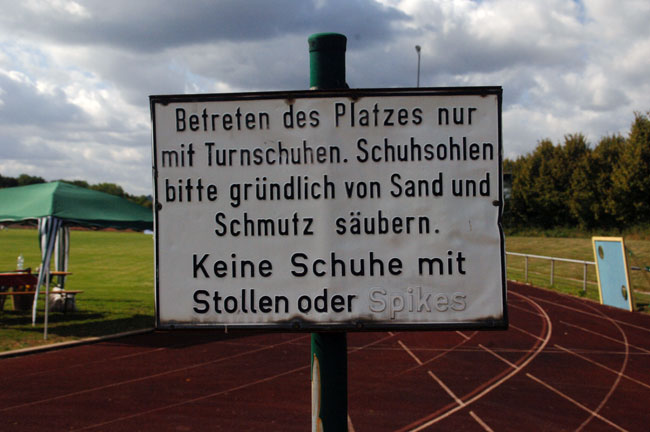 Betreten des Platzes nur
mit Turnschuhen. Schuhsohlen
bitte gründlich von Sand und
Schmutz säubern.
Keine Schuhe mit
Stollen oder Spikes